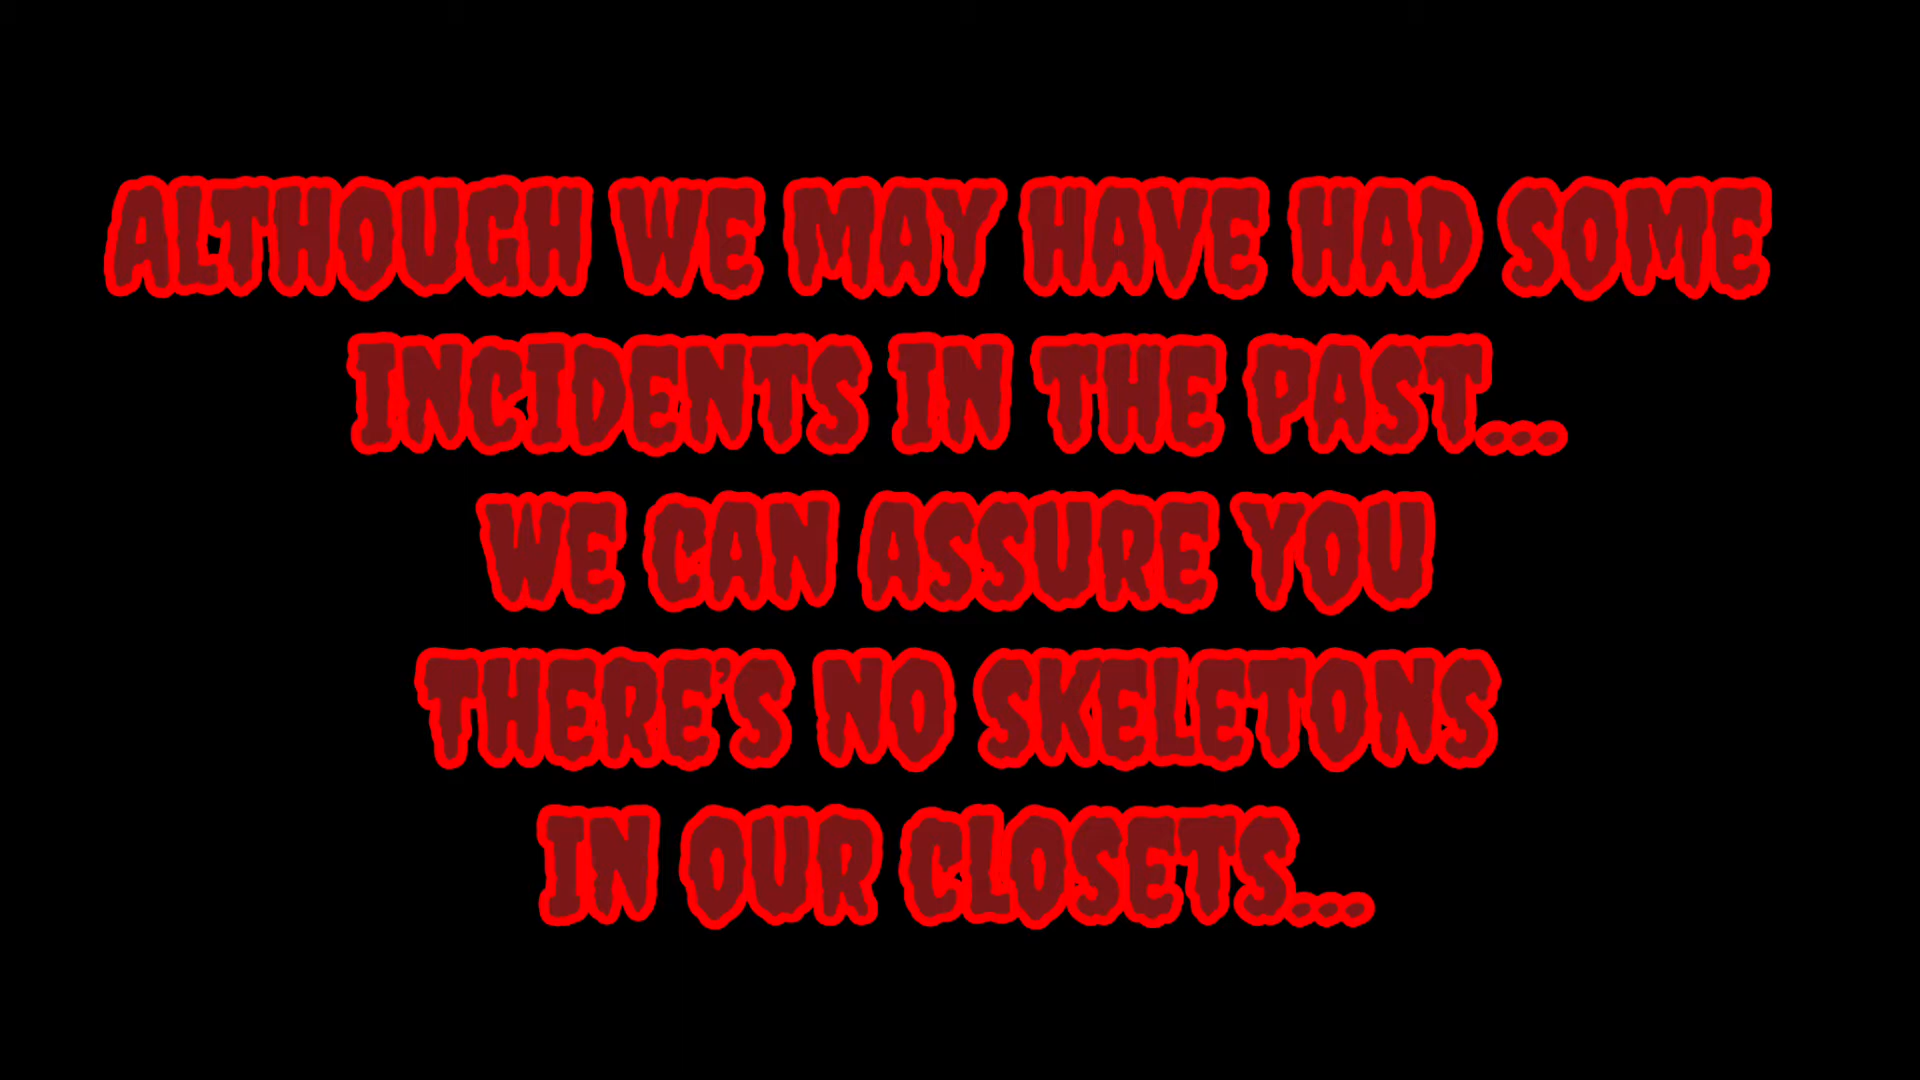 ALTHOUGH WE MAY HAVE HAD SOME
INCIDENTS IN THE PAST...
WE CAN ASSURE YOU
THERE'S NO SKELETONS
IN OUR CLOSETS...